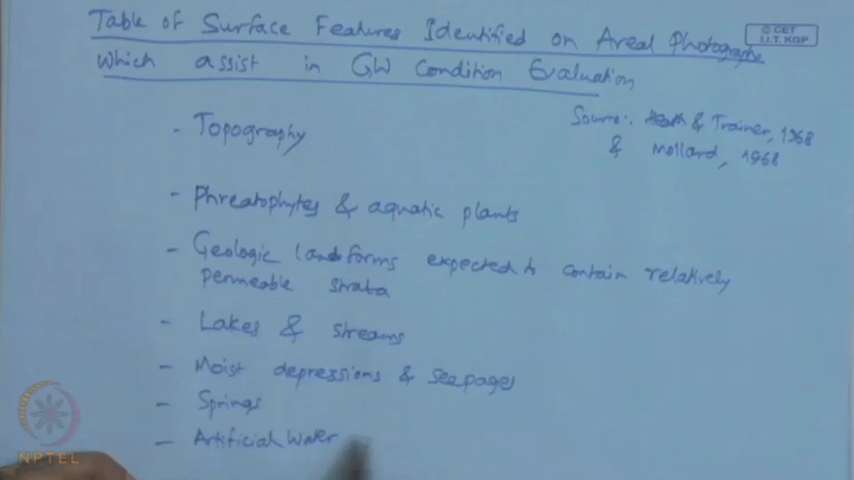 Table of Surface Features Identified on Areal Photographs
© CET
I.I.T. KGP
which assist in GW Condition Evaluation
Source: Heath & Trainer, 1968
& Mollard, 1968
- Topography
- Phreatophytes & aquatic plants
- Geologic landforms expected to contain relatively
permeable strata
- Lakes & streams
- Moist depressions & seepages
- Springs
- Artificial Water
NPTEL